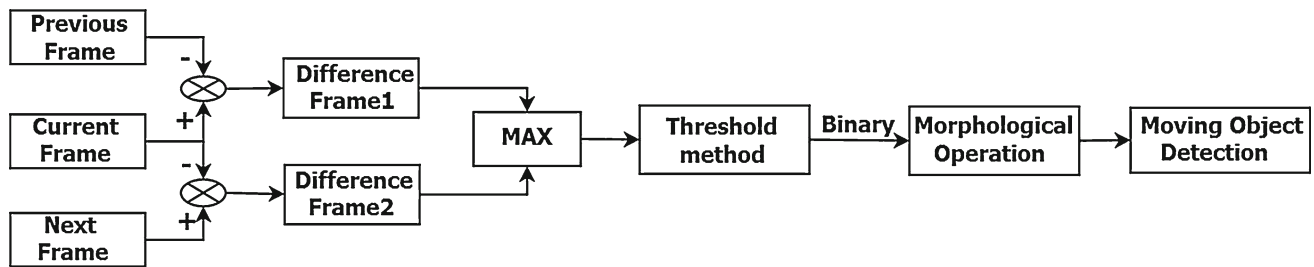 Previous
Frame
-
+
Current
Frame
-
+
Next
Frame
Difference
Frame1
Difference
Frame2
MAX
Threshold
method
Binary
Morphological
Operation
Moving Object
Detection